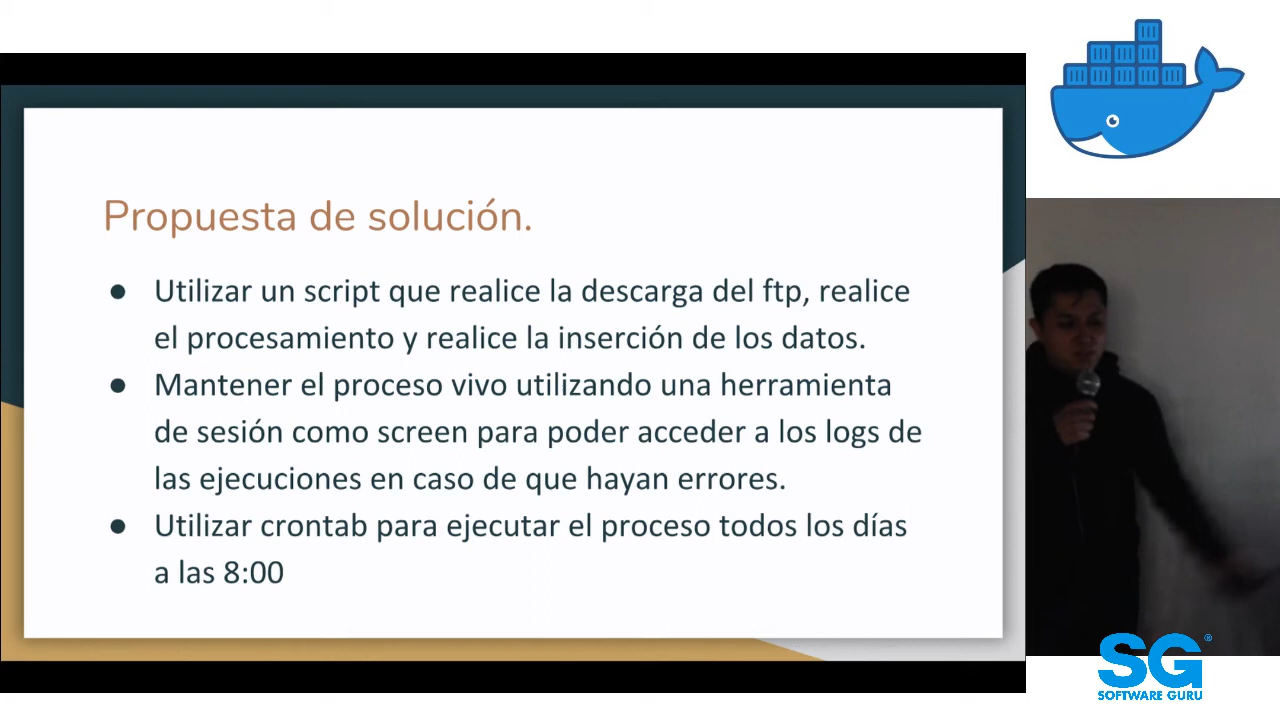 Propuesta de solución.
● Utilizar un script que realice la descarga del ftp, realice
el procesamiento y realice la inserción de los datos.
● Mantener el proceso vivo utilizando una herramienta
de sesión como screen para poder acceder a los logs de
las ejecuciones en caso de que hayan errores.
● Utilizar crontab para ejecutar el proceso todos los días
a las 8:00
SG®
SOFTWARE GURU